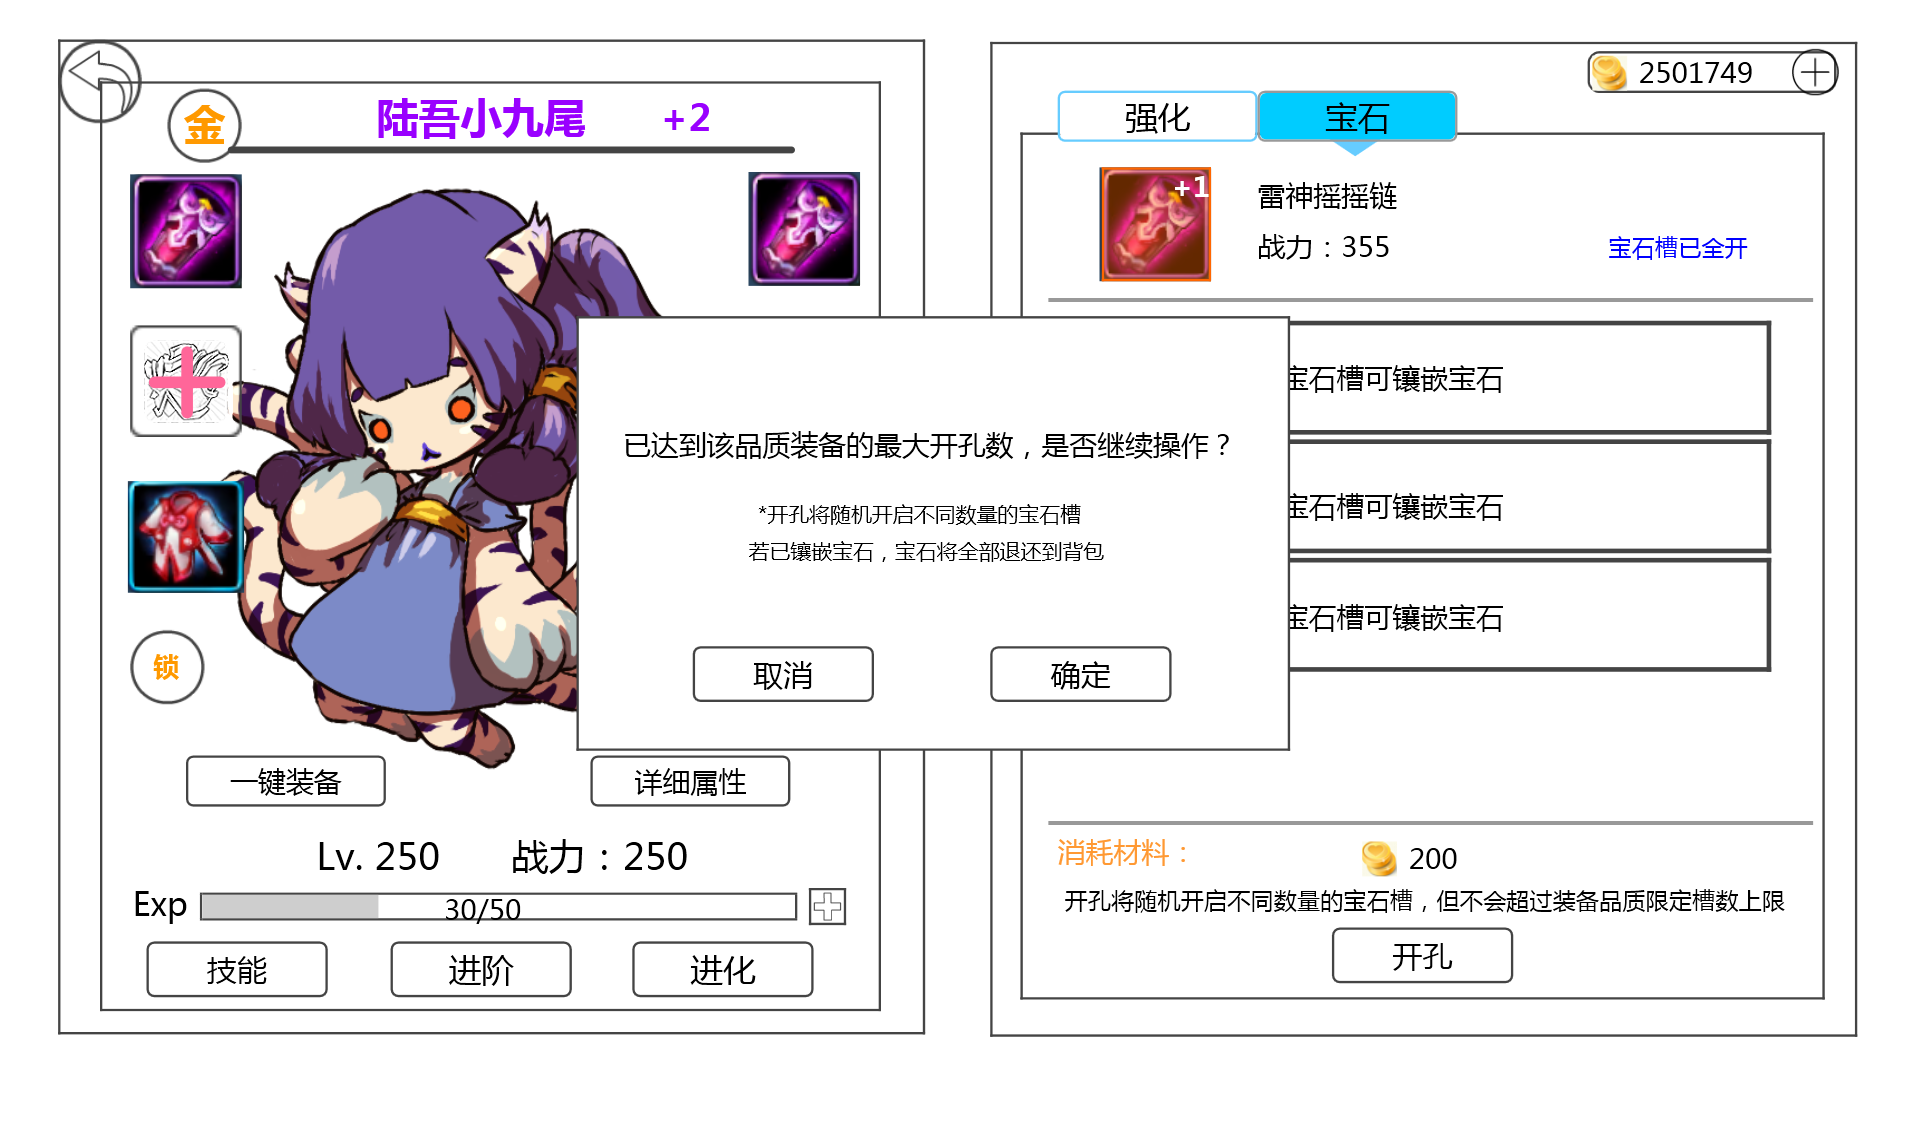 金
陆吾小九尾 +2
锁
一键装备
详细属性
Lv. 250 战力：250
Exp 30/50
技能
进阶
进化
2501749
强化
宝石
+1
雷神摇摇链
战力：355
宝石槽已全开
宝石槽可镶嵌宝石
宝石槽可镶嵌宝石
宝石槽可镶嵌宝石
已达到该品质装备的最大开孔数，是否继续操作？
*开孔将随机开启不同数量的宝石槽
若已镶嵌宝石，宝石将全部退还到背包
取消
确定
消耗材料： 200
开孔将随机开启不同数量的宝石槽，但不会超过装备品质限定槽数上限
开孔